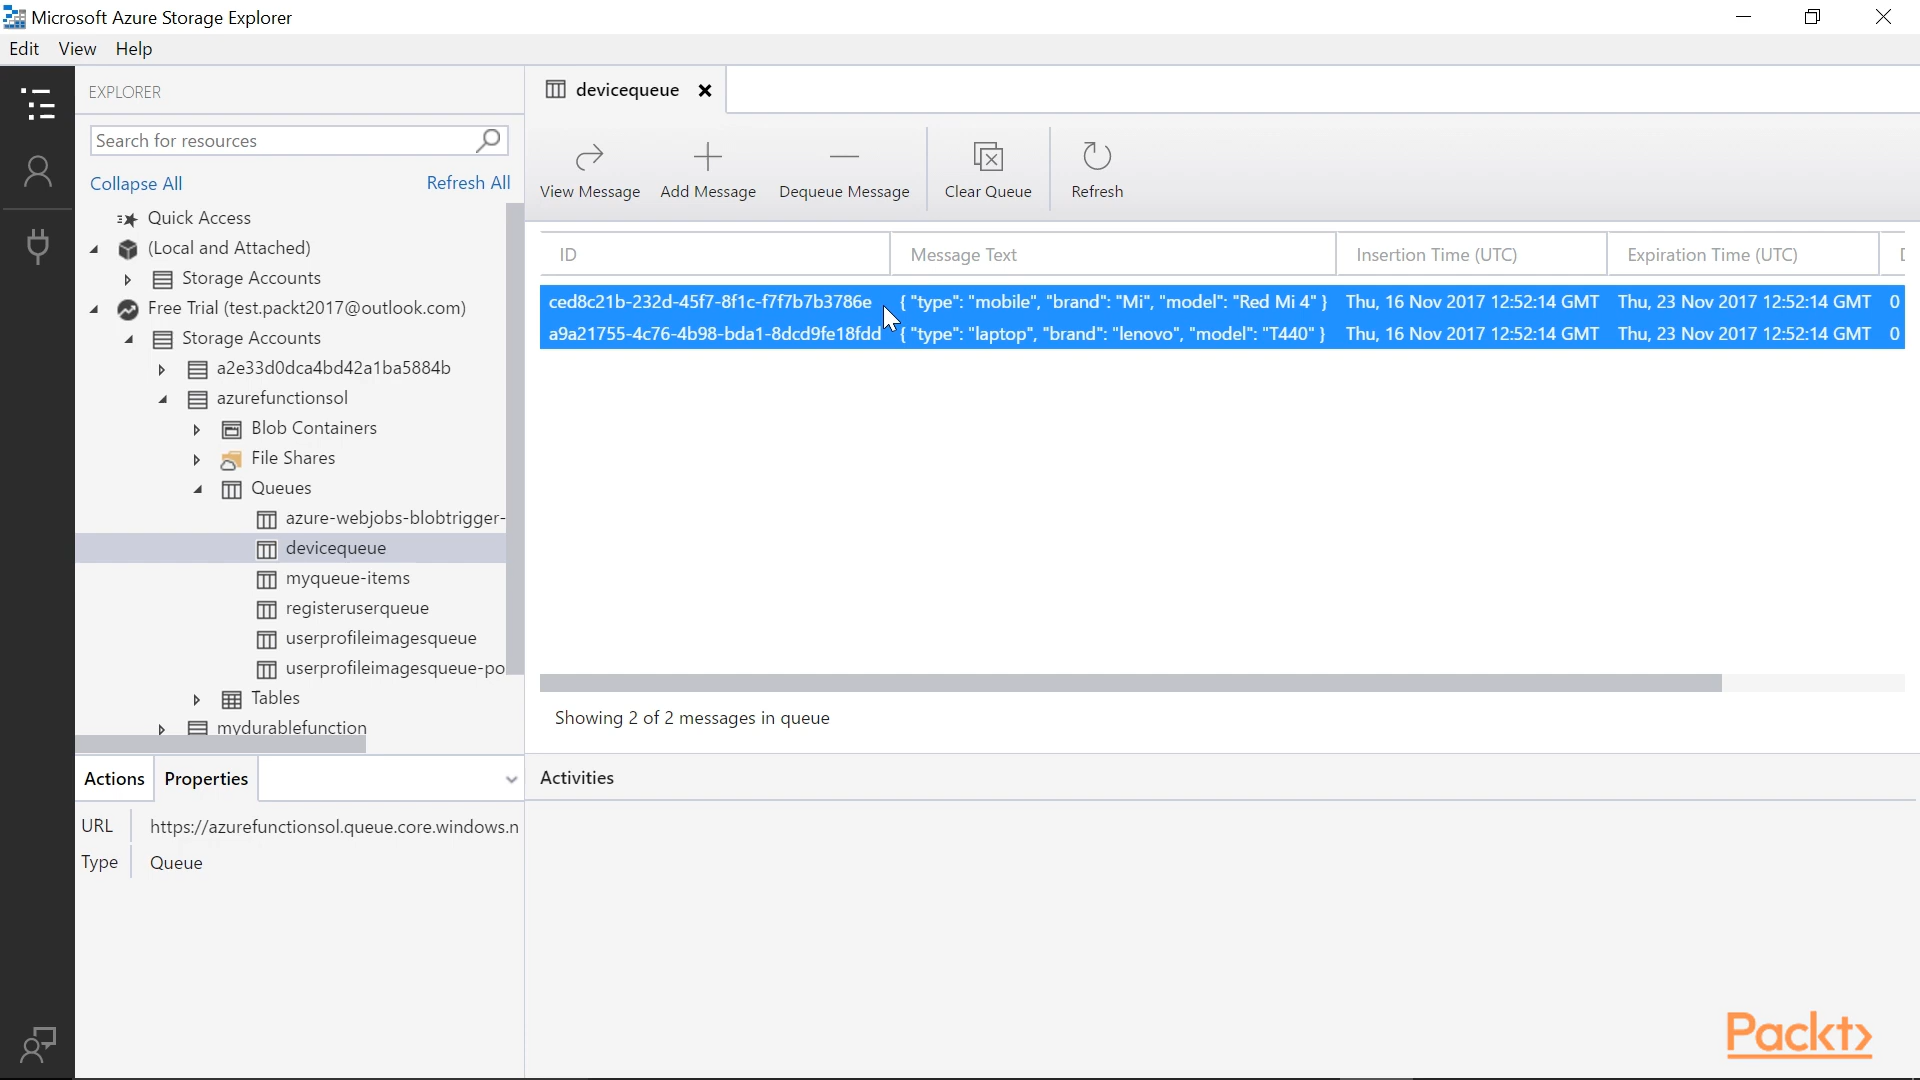 Microsoft Azure Storage Explorer
Edit View Help
EXPLORER
Search for resources
Collapse All Refresh All
Quick Access
(Local and Attached)
Storage Accounts
Free Trial (test.packt2017@outlook.com)
Storage Accounts
a2e33d0dca4bd42a1ba5884b
azurefunctionsol
Blob Containers
File Shares
Queues
azure-webjobs-blobtrigger-
devicequeue
myqueue-items
registeruserqueue
userprofileimagesqueue
userprofileimagesqueue-po
Tables
mydurablefunction
Actions Properties
URL https://azurefunctionsol.queue.core.windows.n
Type Queue
devicequeue
View Message Add Message Dequeue Message Clear Queue Refresh
ID Message Text Insertion Time (UTC) Expiration Time (UTC)
ced8c21b-232d-45f7-8f1c-f7f7b7b3786e { "type": "mobile", "brand": "Mi", "model": "Red Mi 4" } Thu, 16 Nov 2017 12:52:14 GMT Thu, 23 Nov 2017 12:52:14 GMT 0
a9a21755-4c76-4b98-bda1-8dcd9fe18fdd { "type": "laptop", "brand": "lenovo", "model": "T440" } Thu, 16 Nov 2017 12:52:14 GMT Thu, 23 Nov 2017 12:52:14 GMT 0
Showing 2 of 2 messages in queue
Activities
Packt>